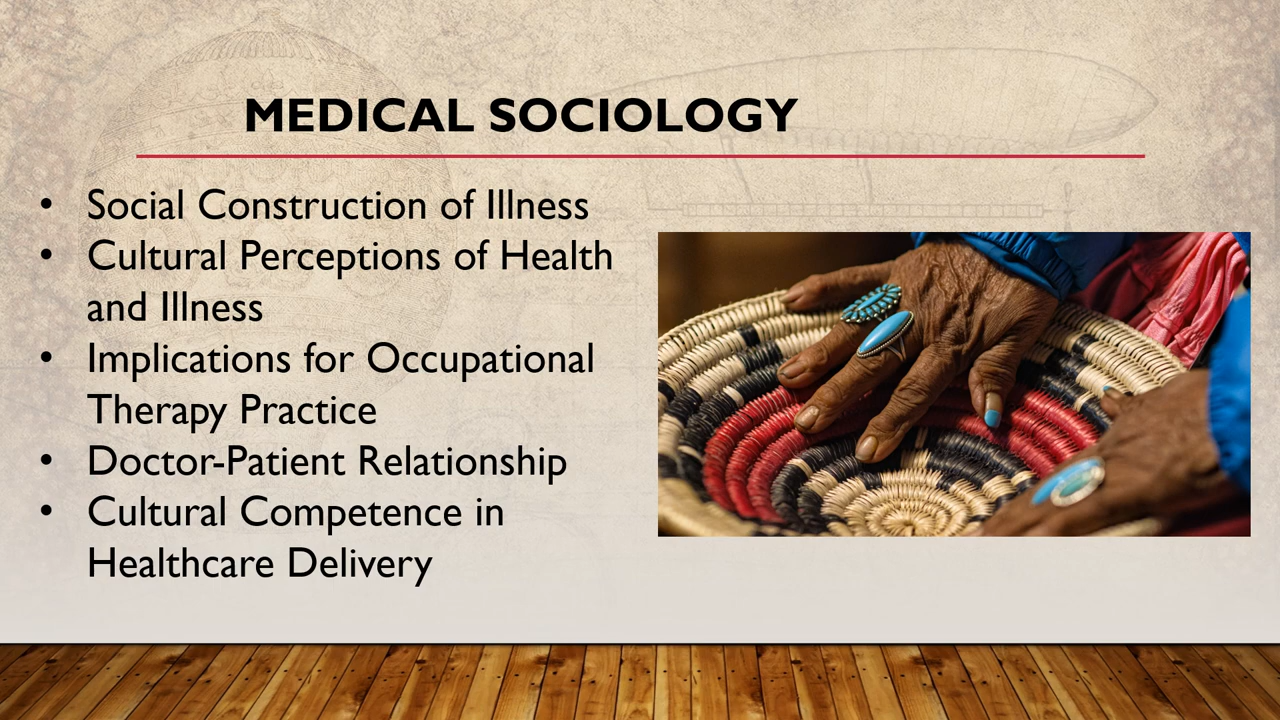 MEDICAL SOCIOLOGY
• Social Construction of Illness
• Cultural Perceptions of Health
and Illness
• Implications for Occupational
Therapy Practice
• Doctor-Patient Relationship
• Cultural Competence in
Healthcare Delivery